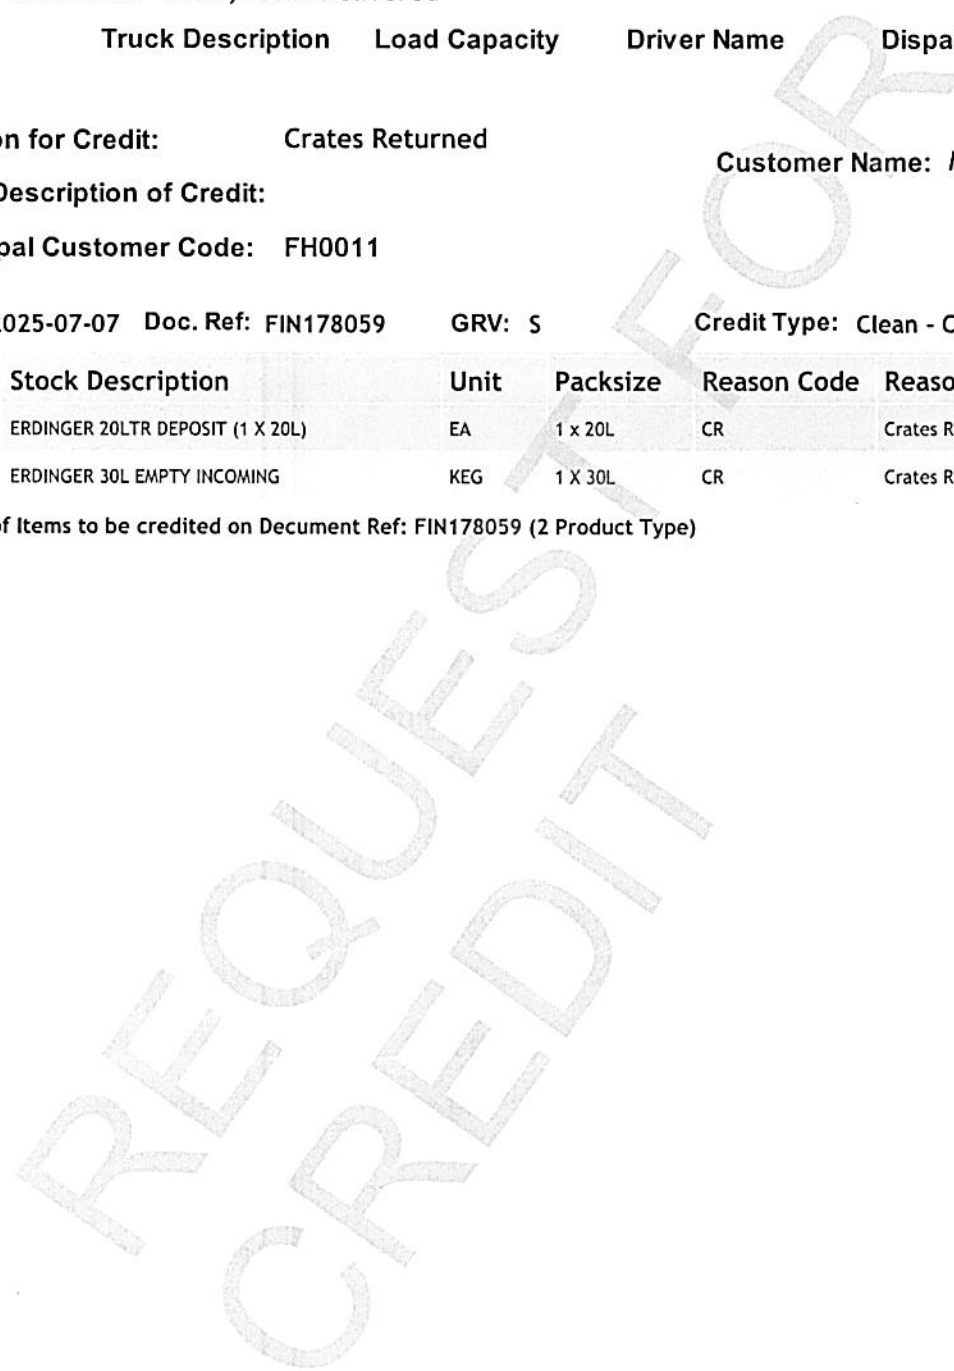 Truck Description Load Capacity Driver Name Dispa
on for Credit: Crates Returned
Customer Name:
Description of Credit:
pal Customer Code: FH0011
2025-07-07 Doc. Ref: FIN178059 GRV: S Credit Type: Clean - C
Stock Description Unit Packsize Reason Code Reaso
ERDINGER 20LTR DEPOSIT (1 X 20L) EA 1 x 20L CR Crates R
ERDINGER 30L EMPTY INCOMING KEG 1 X 30L CR Crates R
of Items to be credited on Document Ref: FIN178059 (2 Product Type)
REQUEST FOR
CREDIT